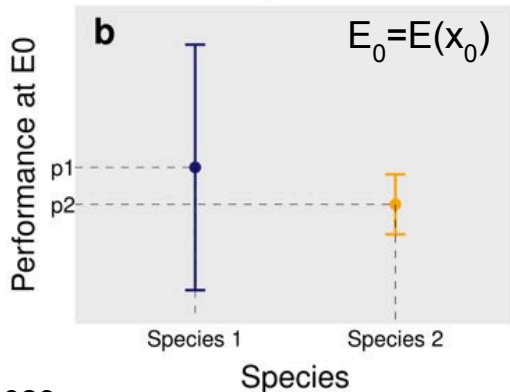 b
E₀=E(x₀)
Performance at E0
p1
p2
Species 1 Species 2
Species